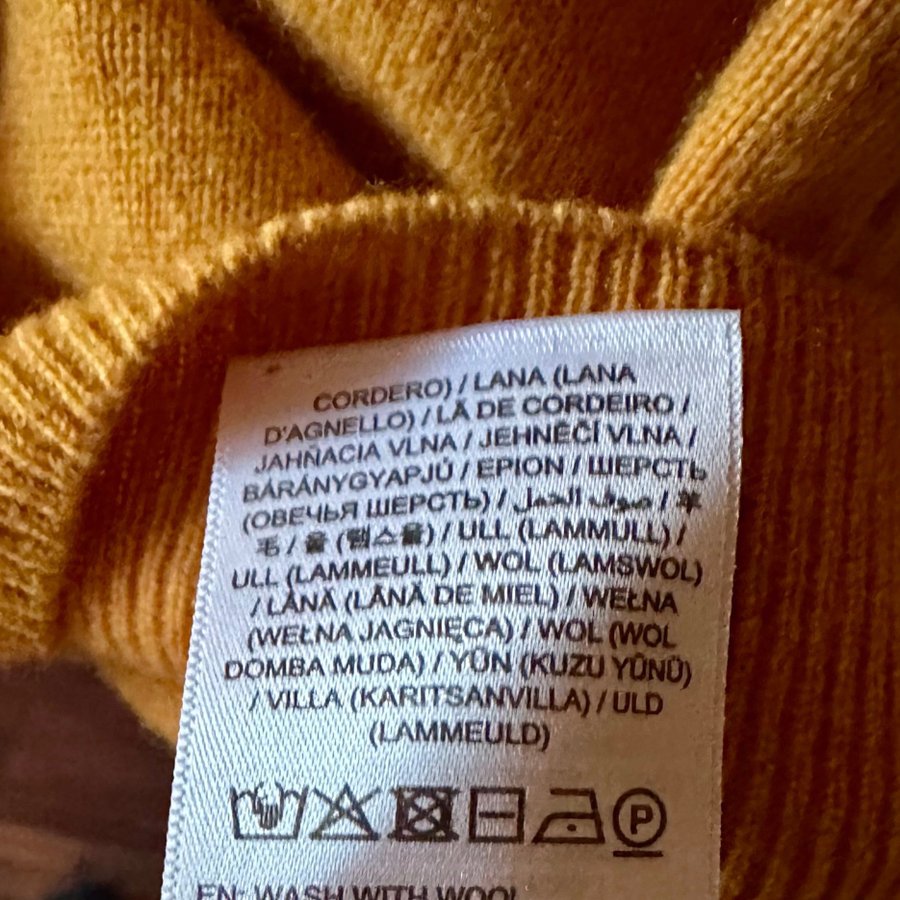 CORDERO) / LANA (LANA
D'AGNELLO) / LÃ DE CORDEIRO /
JAHŇACIA VLNA / JEHNĚČÍ VLNA /
BÁRÁNYGYAPJÚ / ΕΡΙΟΝ / ШЕРСТЬ
(ОВЕЧЬЯ ШЕРСТЬ) / صوف الحمل / 羊
毛 / 울 (램스울) / ULL (LAMMULL) /
ULL (LAMMEULL) / WOL (LAMSWOL)
/ LÂNĂ (LÂNĂ DE MIEL) / WEŁNA
(WEŁNA JAGNIĘCA) / WOL (WOL
DOMBA MUDA) / YÜN (KUZU YÜNÜ)
/ VILLA (KARITSANVILLA) / ULD
(LAMMEULD)
P
EN: WASH WITH WOOL